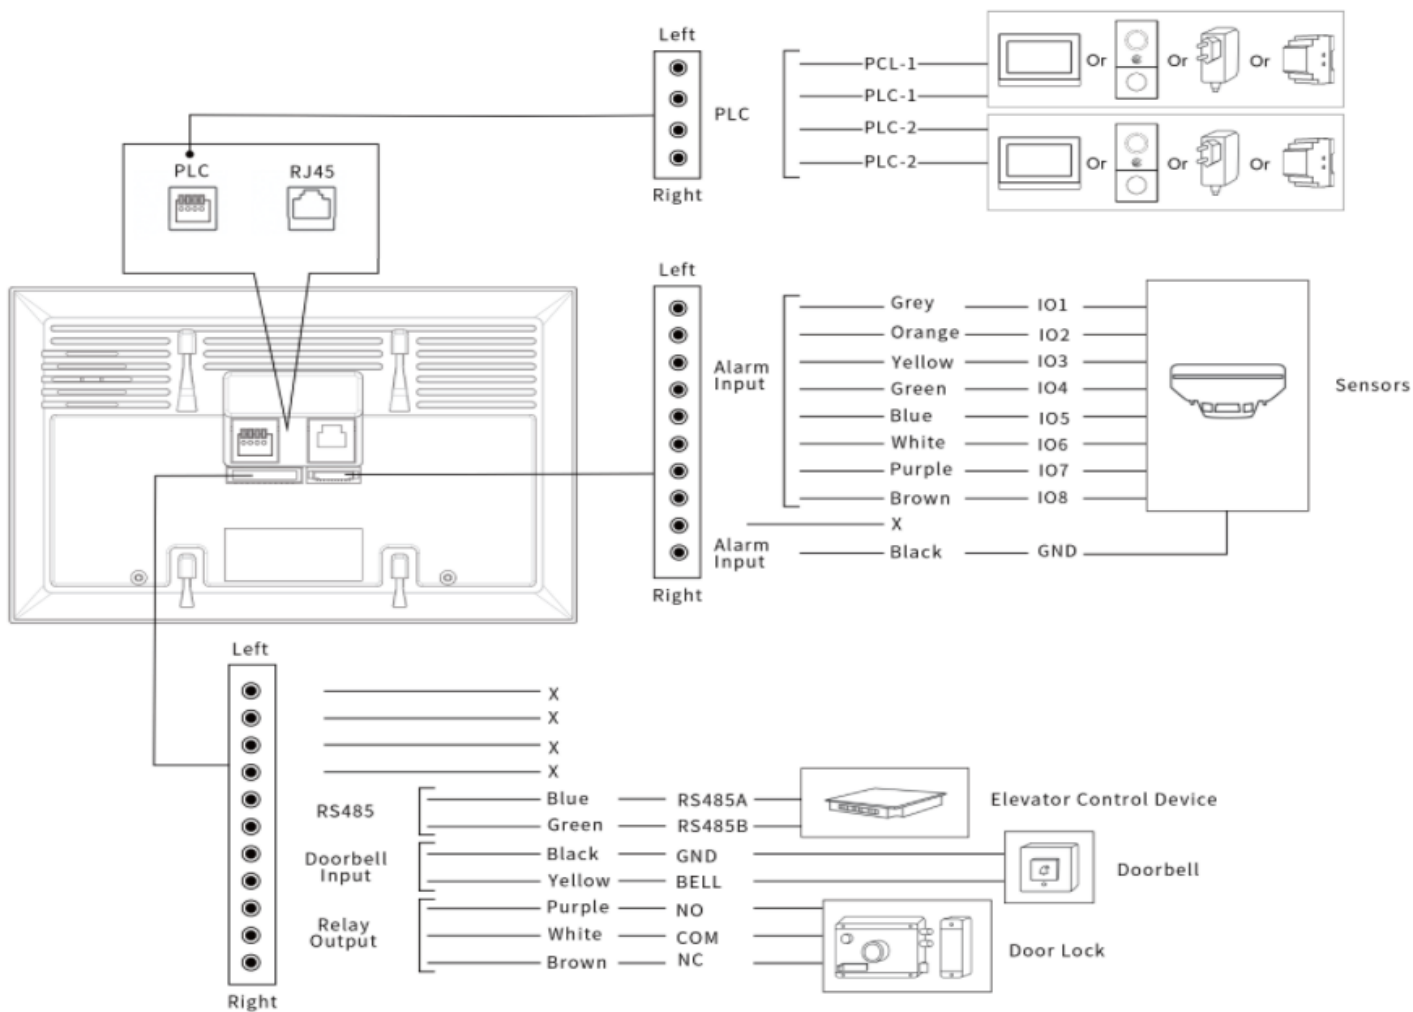 Left
PCL-1
PLC-1
PLC
PLC-2
PLC-2
Right
Or Or Or
Or Or Or
PLC RJ45
Left
Alarm
Input
Grey IO1
Orange IO2
Yellow IO3
Green IO4
Blue IO5
White IO6
Purple IO7
Brown IO8
X
Alarm
Input
Black GND
Right
Sensors
Left
X
X
X
X
RS485
Blue RS485A
Green RS485B
Elevator Control Device
Doorbell
Input
Black GND
Yellow BELL
Doorbell
Relay
Output
Purple NO
White COM
Brown NC
Door Lock
Right